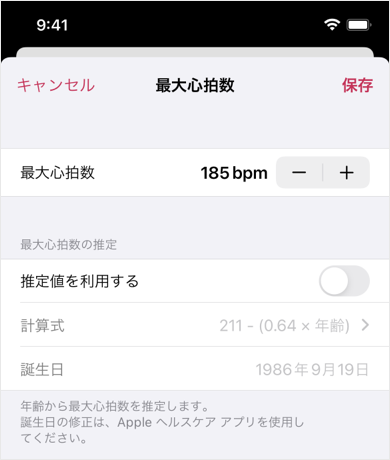 9:41
キャンセル 最大心拍数 保存
最大心拍数 185 bpm − +
最大心拍数の推定
推定値を利用する
計算式 211 - (0.64 × 年齢)
誕生日 1986年9月19日
年齢から最大心拍数を推定します。
誕生日の修正は、Apple ヘルスケア アプリを使用し
てください。